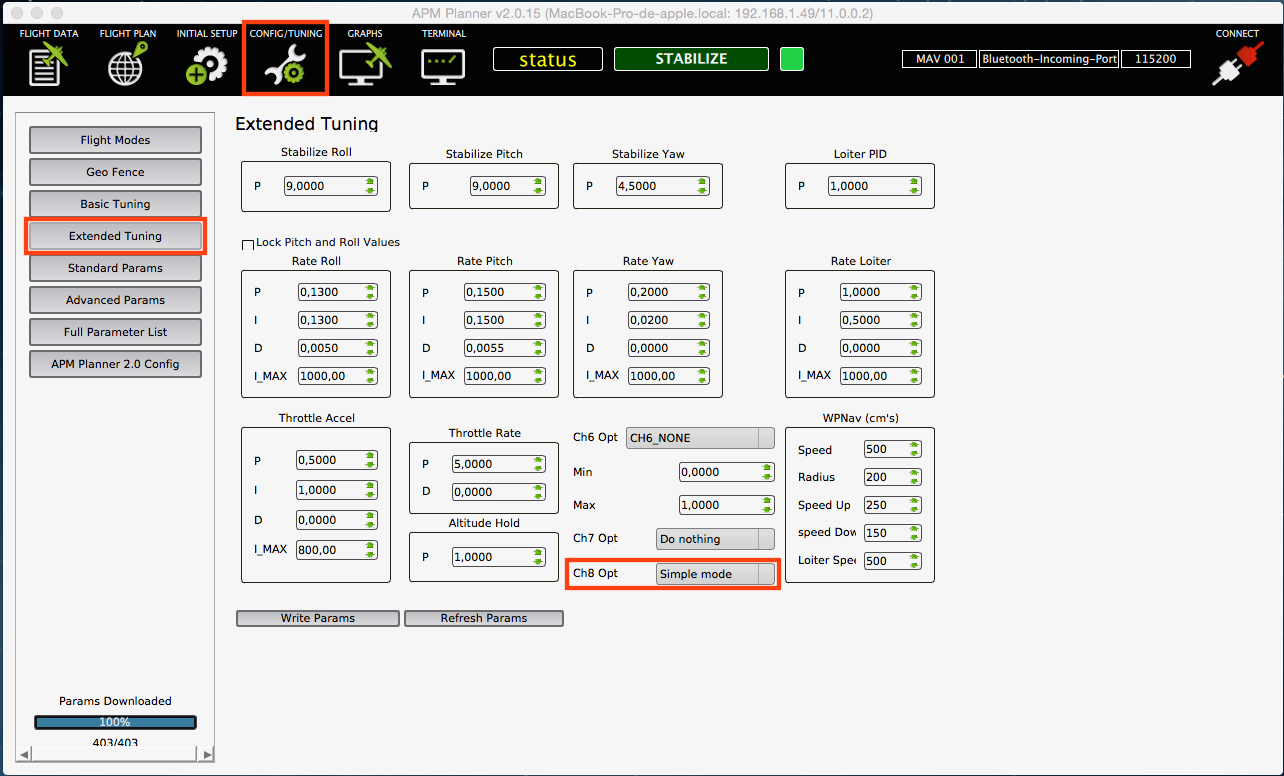 APM Planner v2.0.15 (MacBook-Pro-de-apple.local: 192.168.1.49/11.0.0.2)
FLIGHT DATA FLIGHT PLAN INITIAL SETUP CONFIG/TUNING GRAPHS TERMINAL CONNECT
status STABILIZE MAV 001 Bluetooth-Incoming-Port 115200
Flight Modes
Geo Fence
Basic Tuning
Extended Tuning
Standard Params
Advanced Params
Full Parameter List
APM Planner 2.0 Config
Params Downloaded
100%
403/403
Extended Tuning
Stabilize Roll Stabilize Pitch Stabilize Yaw Loiter PID
P 9,0000 P 9,0000 P 4,5000 P 1,0000
Lock Pitch and Roll Values
Rate Roll Rate Pitch Rate Yaw Rate Loiter
P 0,1300 P 0,1500 P 0,2000 P 1,0000
I 0,1300 I 0,1500 I 0,0200 I 0,5000
D 0,0050 D 0,0055 D 0,0000 D 0,0000
I_MAX 1000,00 I_MAX 1000,00 I_MAX 1000,00 I_MAX 1000,00
Throttle Accel
P 0,5000
I 1,0000
D 0,0000
I_MAX 800,00
Throttle Rate
P 5,0000
D 0,0000
Altitude Hold
P 1,0000
Ch6 Opt CH6_NONE
Min 0,0000
Max 1,0000
Ch7 Opt Do nothing
Ch8 Opt Simple mode
WPNav (cm's)
Speed 500
Radius 200
Speed Up 250
speed Dow 150
Loiter Spee 500
Write Params Refresh Params